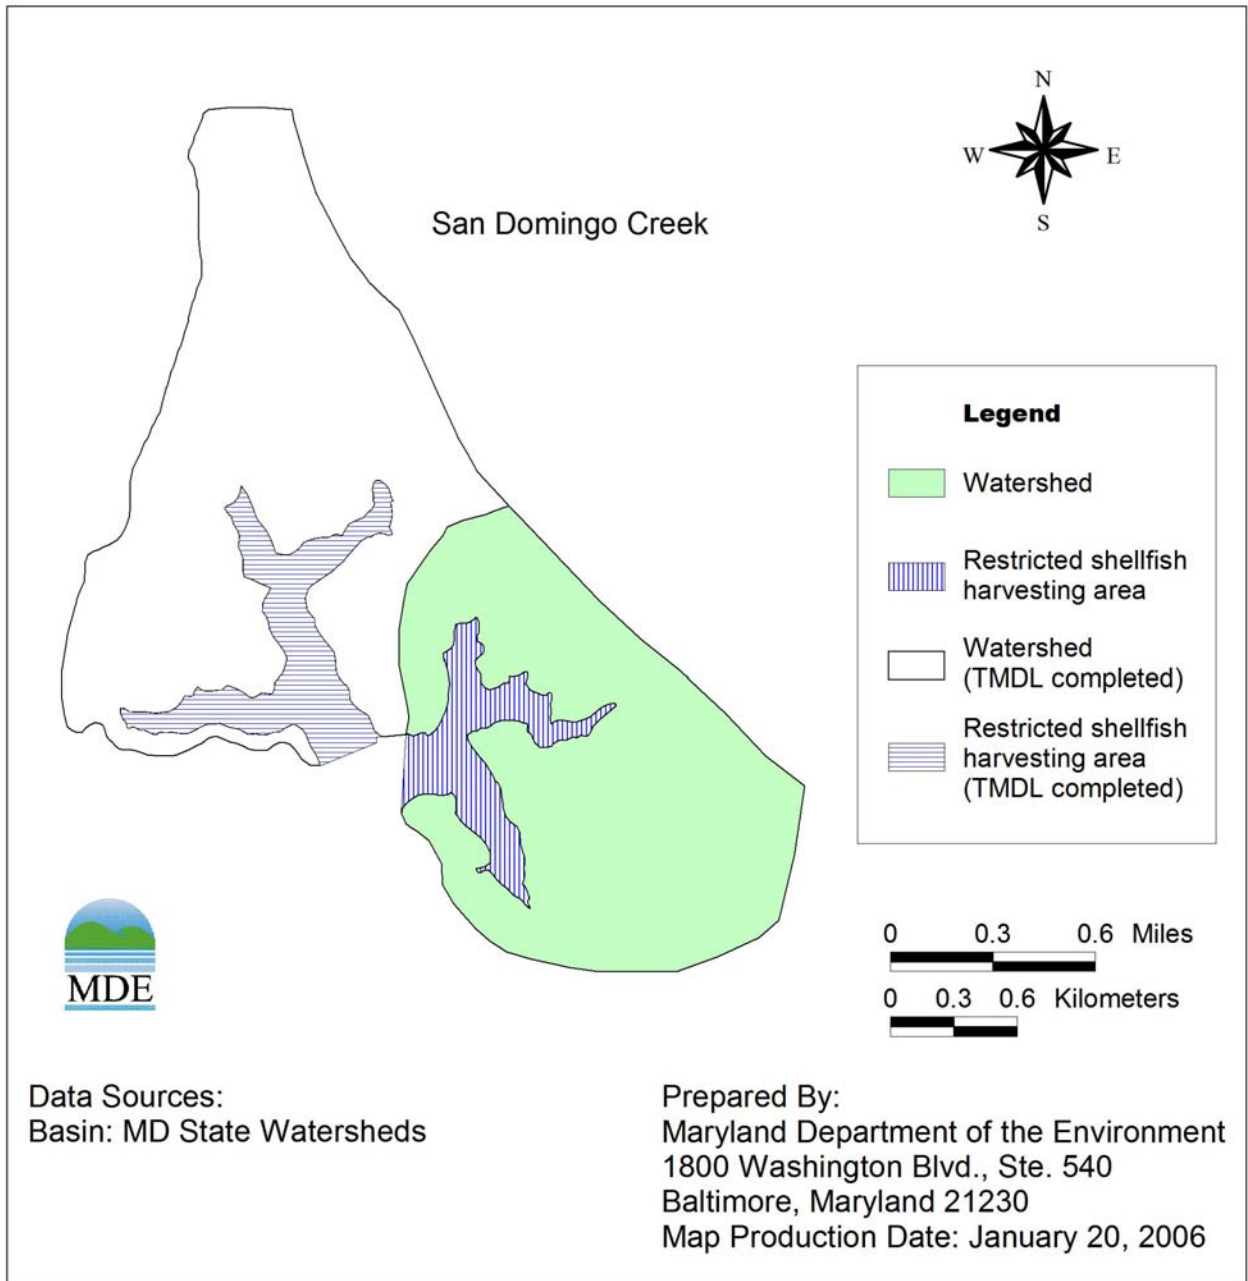 N
W E
S
San Domingo Creek
Legend
Watershed
Restricted shellfish
harvesting area
Watershed
(TMDL completed)
Restricted shellfish
harvesting area
(TMDL completed)
0 0.3 0.6 Miles
0 0.3 0.6 Kilometers
MDE
Data Sources:
Basin: MD State Watersheds
Prepared By:
Maryland Department of the Environment
1800 Washington Blvd., Ste. 540
Baltimore, Maryland 21230
Map Production Date: January 20, 2006